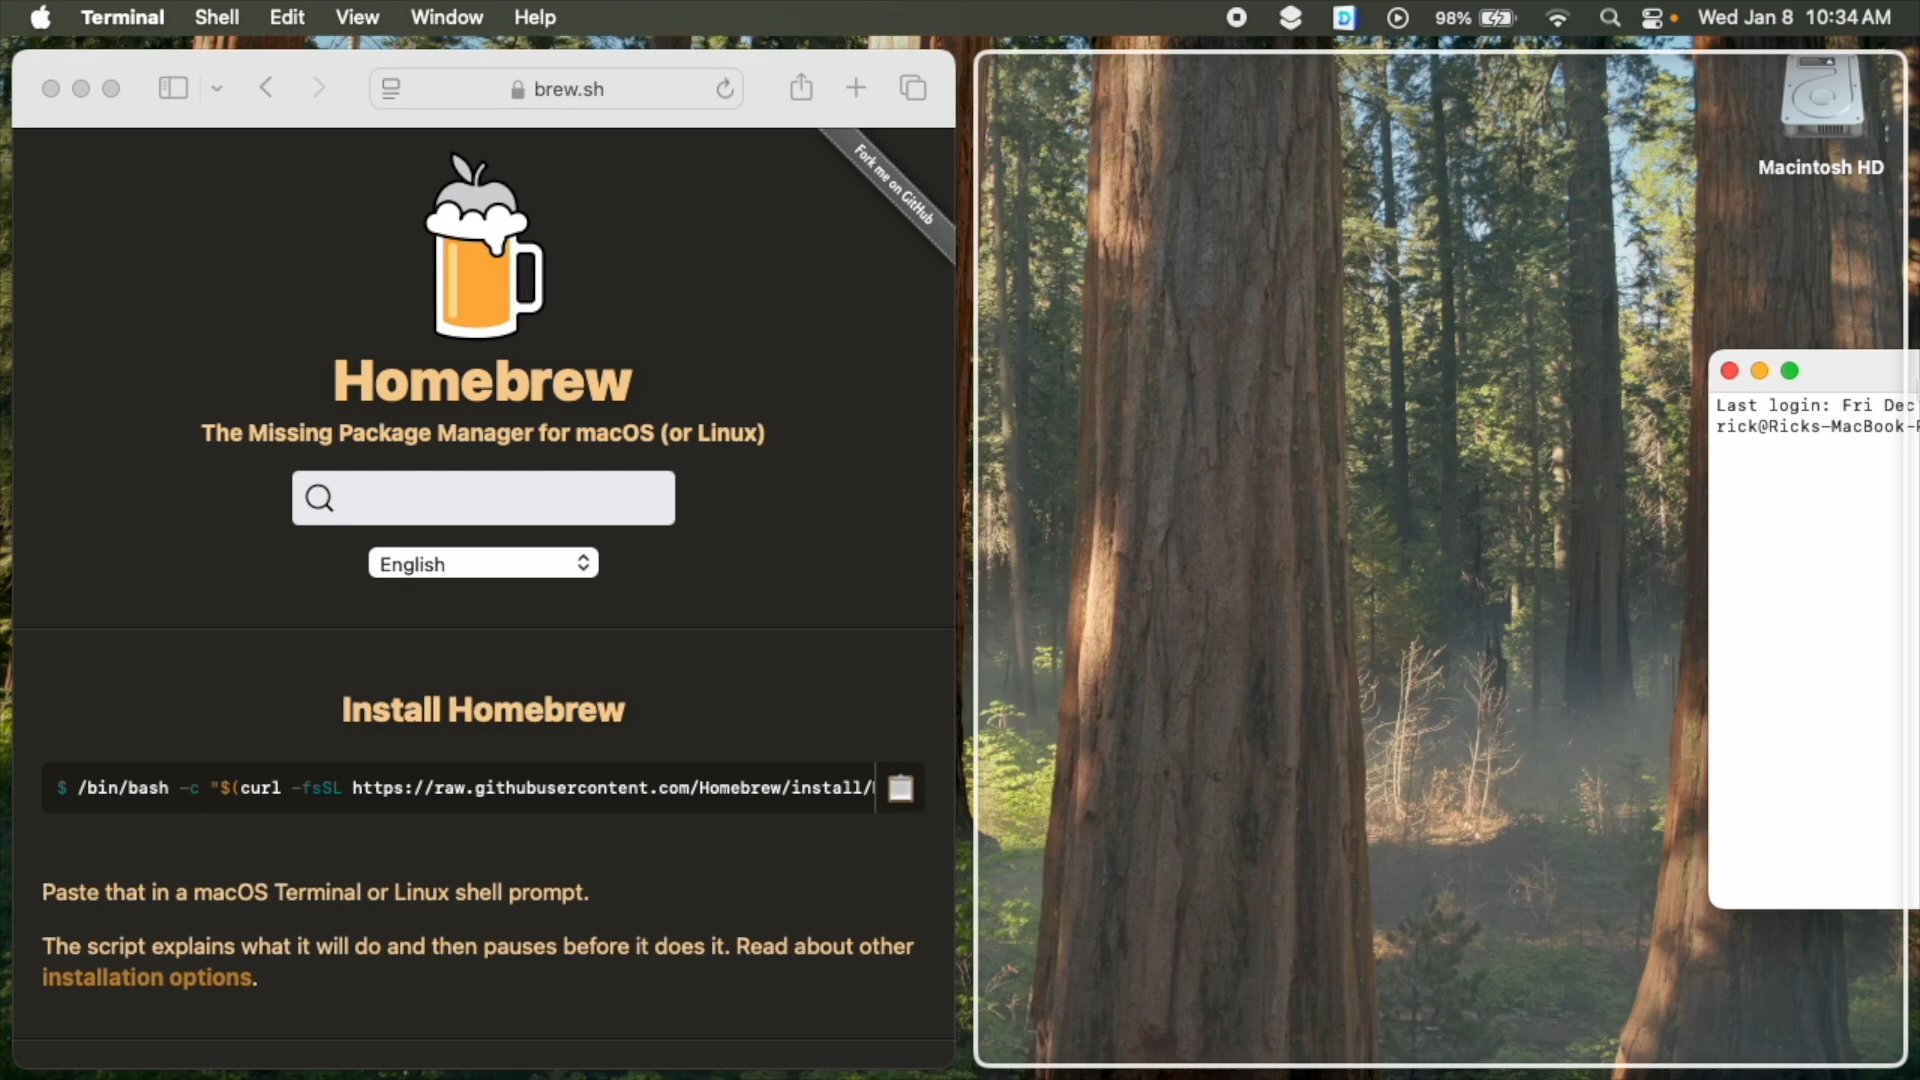 Terminal Shell Edit View Window Help
98% Wed Jan 8 10:34 AM
brew.sh
Fork me on GitHub
Homebrew
The Missing Package Manager for macOS (or Linux)
English
Install Homebrew
$ /bin/bash -c "$(curl -fsSL https://raw.githubusercontent.com/Homebrew/install/
Paste that in a macOS Terminal or Linux shell prompt.
The script explains what it will do and then pauses before it does it. Read about other
installation options.
Macintosh HD
Last login: Fri Dec
rick@Ricks-MacBook-